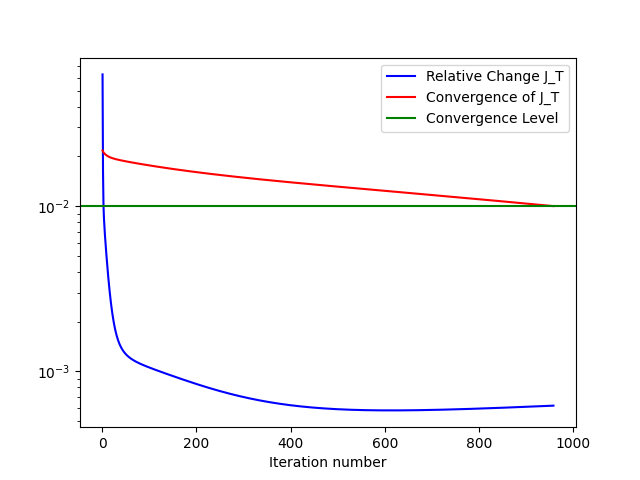 Relative Change J_T
Convergence of J_T
Convergence Level
10⁻²
10⁻³
0 200 400 600 800 1000
Iteration number